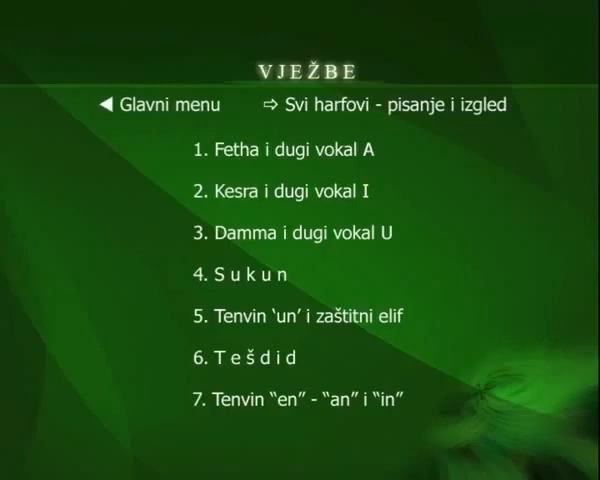 VJEŽBE
◀ Glavni menu ⇨ Svi harfovi - pisanje i izgled
1. Fetha i dugi vokal A
2. Kesra i dugi vokal I
3. Damma i dugi vokal U
4. S u k u n
5. Tenvin ‘un’ i zaštitni elif
6. T e š d i d
7. Tenvin “en” - “an” i “in”